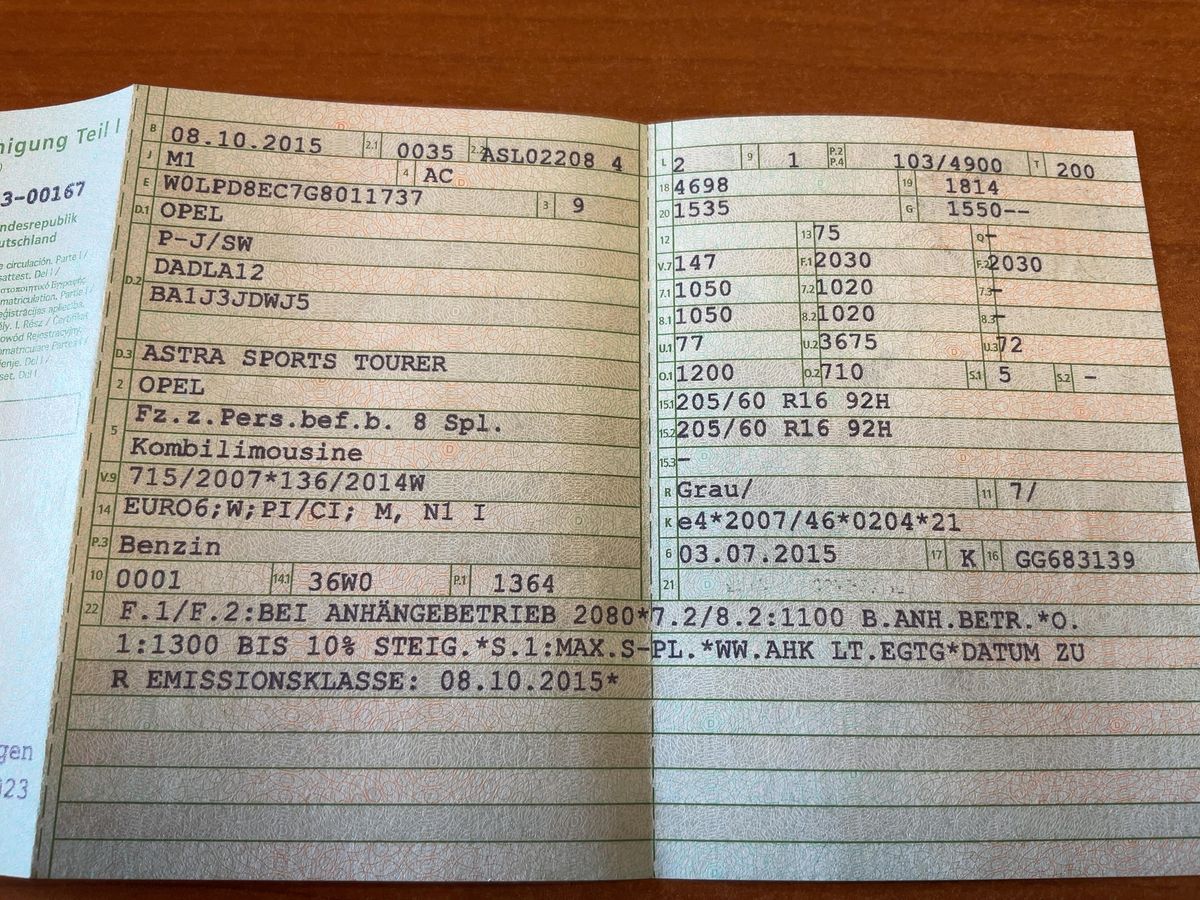 nigung Teil I
3-00167
ndesrepublik
utschland
e circulación. Parte I /
attest. Del I /
gen
023
B 08.10.2015 2.1 0035 2.2 ASL02208 4
J M1 4 AC
E W0LPD8EC7G8011737 3 9
D.1 OPEL
D.2 P-J/SW
DADLA12
BA1J3JDWJ5
D.3 ASTRA SPORTS TOURER
2 OPEL
5 Fz.z.Pers.bef.b. 8 Spl.
Kombilimousine
V.9 715/2007*136/2014W
14 EURO6;W;PI/CI; M, N1 I
P.3 Benzin
10 0001 14.1 36W0 P.1 1364
L 2 9 1 P.2 P.4 103/4900 T 200
18 4698 19 1814
20 1535 G 1550--
12 13 75 Q -
V.7 147 F.1 2030 F.2 2030
7.1 1050 7.2 1020 7.3 -
8.1 1050 8.2 1020 8.3 -
U.1 77 U.2 3675 U.3 72
O.1 1200 O.2 710 S.1 5 S.2 -
15.1 205/60 R16 92H
15.2 205/60 R16 92H
15.3 -
R Grau/ 11 7/
K e4*2007/46*0204*21
6 03.07.2015 17 K 16 GG683139
21
22 F.1/F.2:BEI ANHÄNGEBETRIEB 2080*7.2/8.2:1100 B.ANH.BETR.*O.
1:1300 BIS 10% STEIG.*S.1:MAX.S-PL.*WW.AHK LT.EGTG*DATUM ZU
R EMISSIONSKLASSE: 08.10.2015*